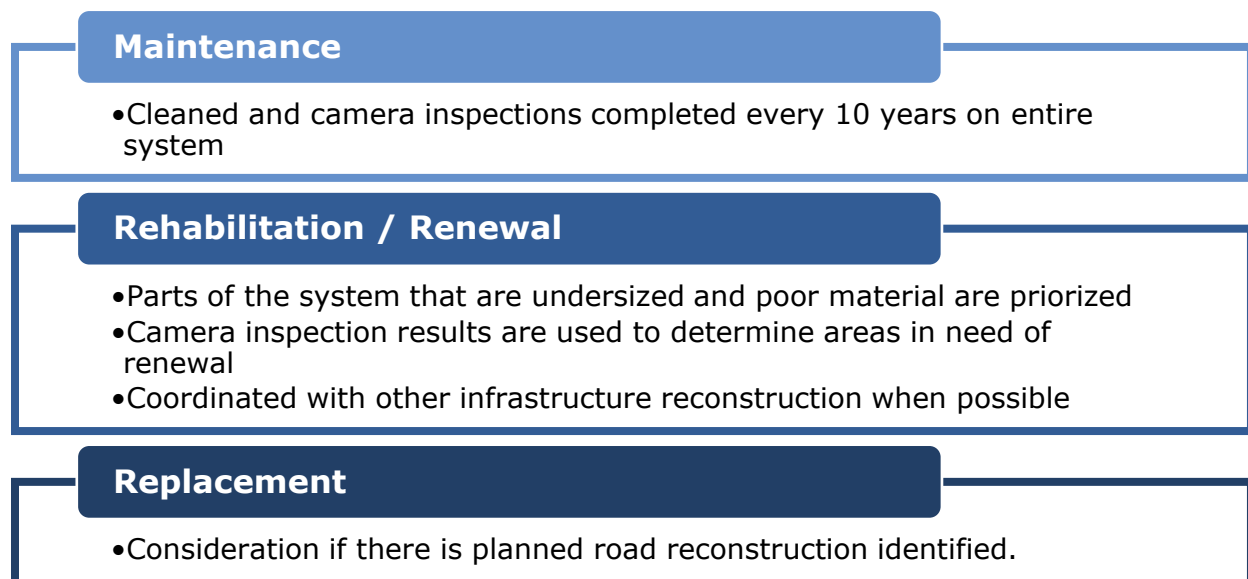 Maintenance
•Cleaned and camera inspections completed every 10 years on entire
system
Rehabilitation / Renewal
•Parts of the system that are undersized and poor material are priorized
•Camera inspection results are used to determine areas in need of
renewal
•Coordinated with other infrastructure reconstruction when possible
Replacement
•Consideration if there is planned road reconstruction identified.